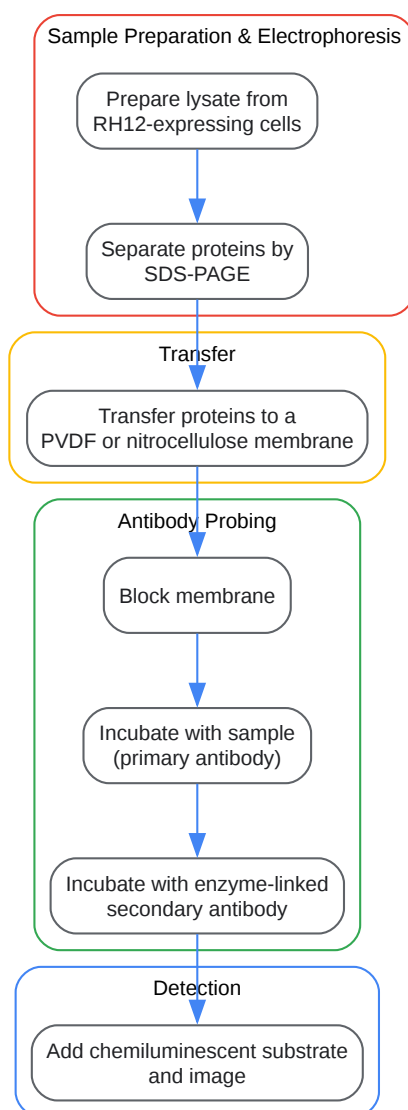 Sample Preparation & Electrophoresis
Prepare lysate from
RH12-expressing cells
Separate proteins by
SDS-PAGE
Transfer
Transfer proteins to a
PVDF or nitrocellulose membrane
Antibody Probing
Block membrane
Incubate with sample
(primary antibody)
Incubate with enzyme-linked
secondary antibody
Detection
Add chemiluminescent substrate
and image